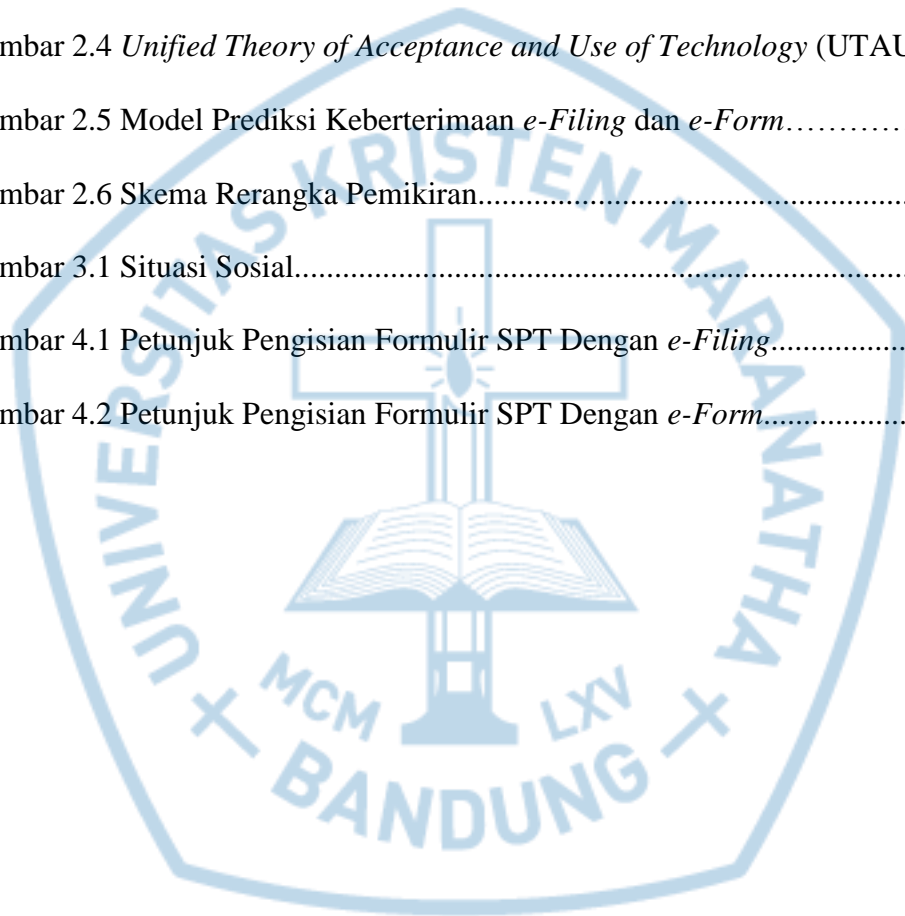 mbar 2.4 Unified Theory of Acceptance and Use of Technology (UTAU
mbar 2.5 Model Prediksi Keberterimaan e-Filing dan e-Form…………
mbar 2.6 Skema Rerangka Pemikiran...................................................
mbar 3.1 Situasi Sosial.........................................................................
mbar 4.1 Petunjuk Pengisian Formulir SPT Dengan e-Filing................
mbar 4.2 Petunjuk Pengisian Formulir SPT Dengan e-Form.................
UNIVERSITAS KRISTEN MARANATHA
MCM LXV
BANDUNG